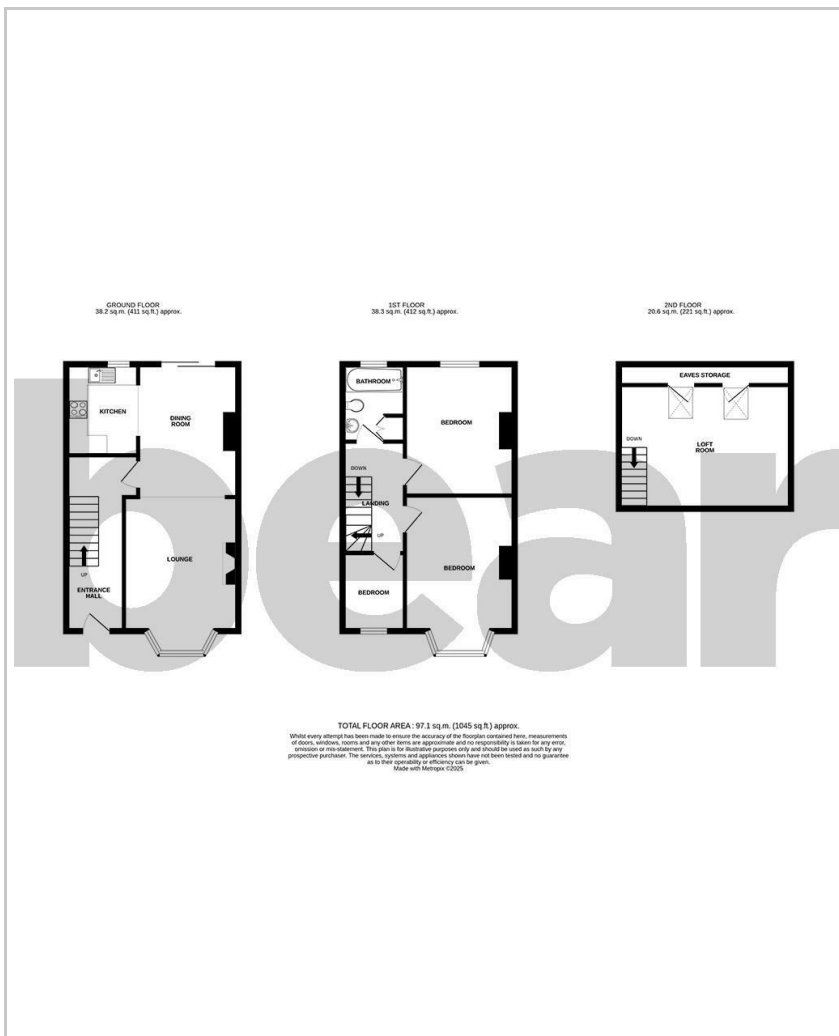 GROUND FLOOR
38.2 sq.m. (411 sq.ft.) approx.
1ST FLOOR
38.3 sq.m. (412 sq.ft.) approx.
2ND FLOOR
20.6 sq.m. (221 sq.ft.) approx.
KITCHEN
DINING
ROOM
LOUNGE
UP
ENTRANCE
HALL
BATHROOM
BEDROOM
DOWN
LANDING
UP
BEDROOM
BEDROOM
EAVES STORAGE
DOWN
LOFT
ROOM
bear
TOTAL FLOOR AREA : 97.1 sq.m. (1045 sq.ft.) approx.
Whilst every attempt has been made to ensure the accuracy of the floorplan contained here, measurements
of doors, windows, rooms and any other items are approximate and no responsibility is taken for any error,
omission or mis-statement. This plan is for illustrative purposes only and should be used as such by any
prospective purchaser. The services, systems and appliances shown have not been tested and no guarantee
as to their operability or efficiency can be given.
Made with Metropix ©2025